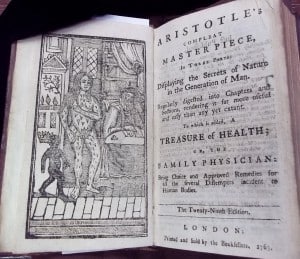 ARISTOTLE's
COMPLEAT
MASTER PIECE,
In Three Parts:
Displaying the Secrets of Nature
in the Generation of Man.
Regularly digested into Chapters and
Sections, rendering it far more useful
and easy than any yet extant.
To which is added, A
TREASURE of HEALTH;
OR, THE
FAMILY PHYSICIAN:
Being Choice and Approved Remedies for
all the several Distempers incident to
Human Bodies.
The Twenty-Ninth Edition.
LONDON:
Printed and Sold by the Booksellers. 1763.